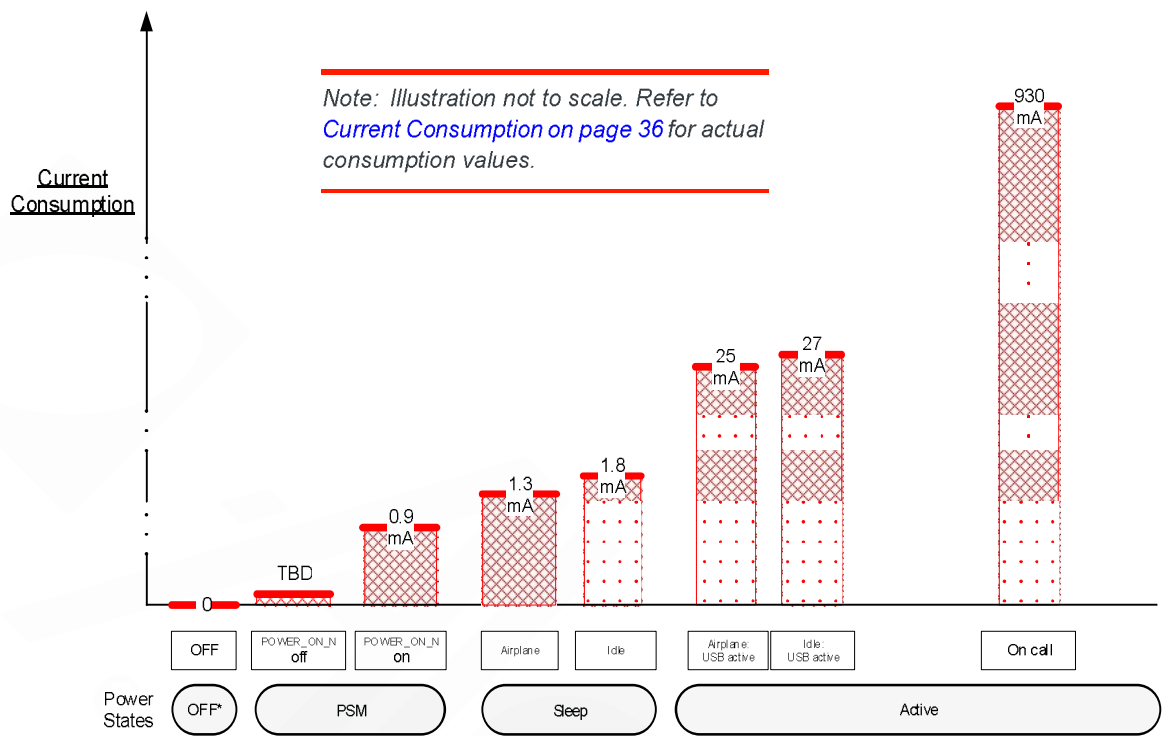 Note: Illustration not to scale. Refer to
Current Consumption on page 36 for actual
consumption values.
Current
Consumption
930
mA
25
mA
27
mA
1.3
mA
1.8
mA
0.9
mA
TBD
0
OFF
POWER_ON_N
off
POWER_ON_N
on
Airplane
Idle
Airplane:
USB active
Idle:
USB active
On call
Power
States
OFF*
PSM
Sleep
Active